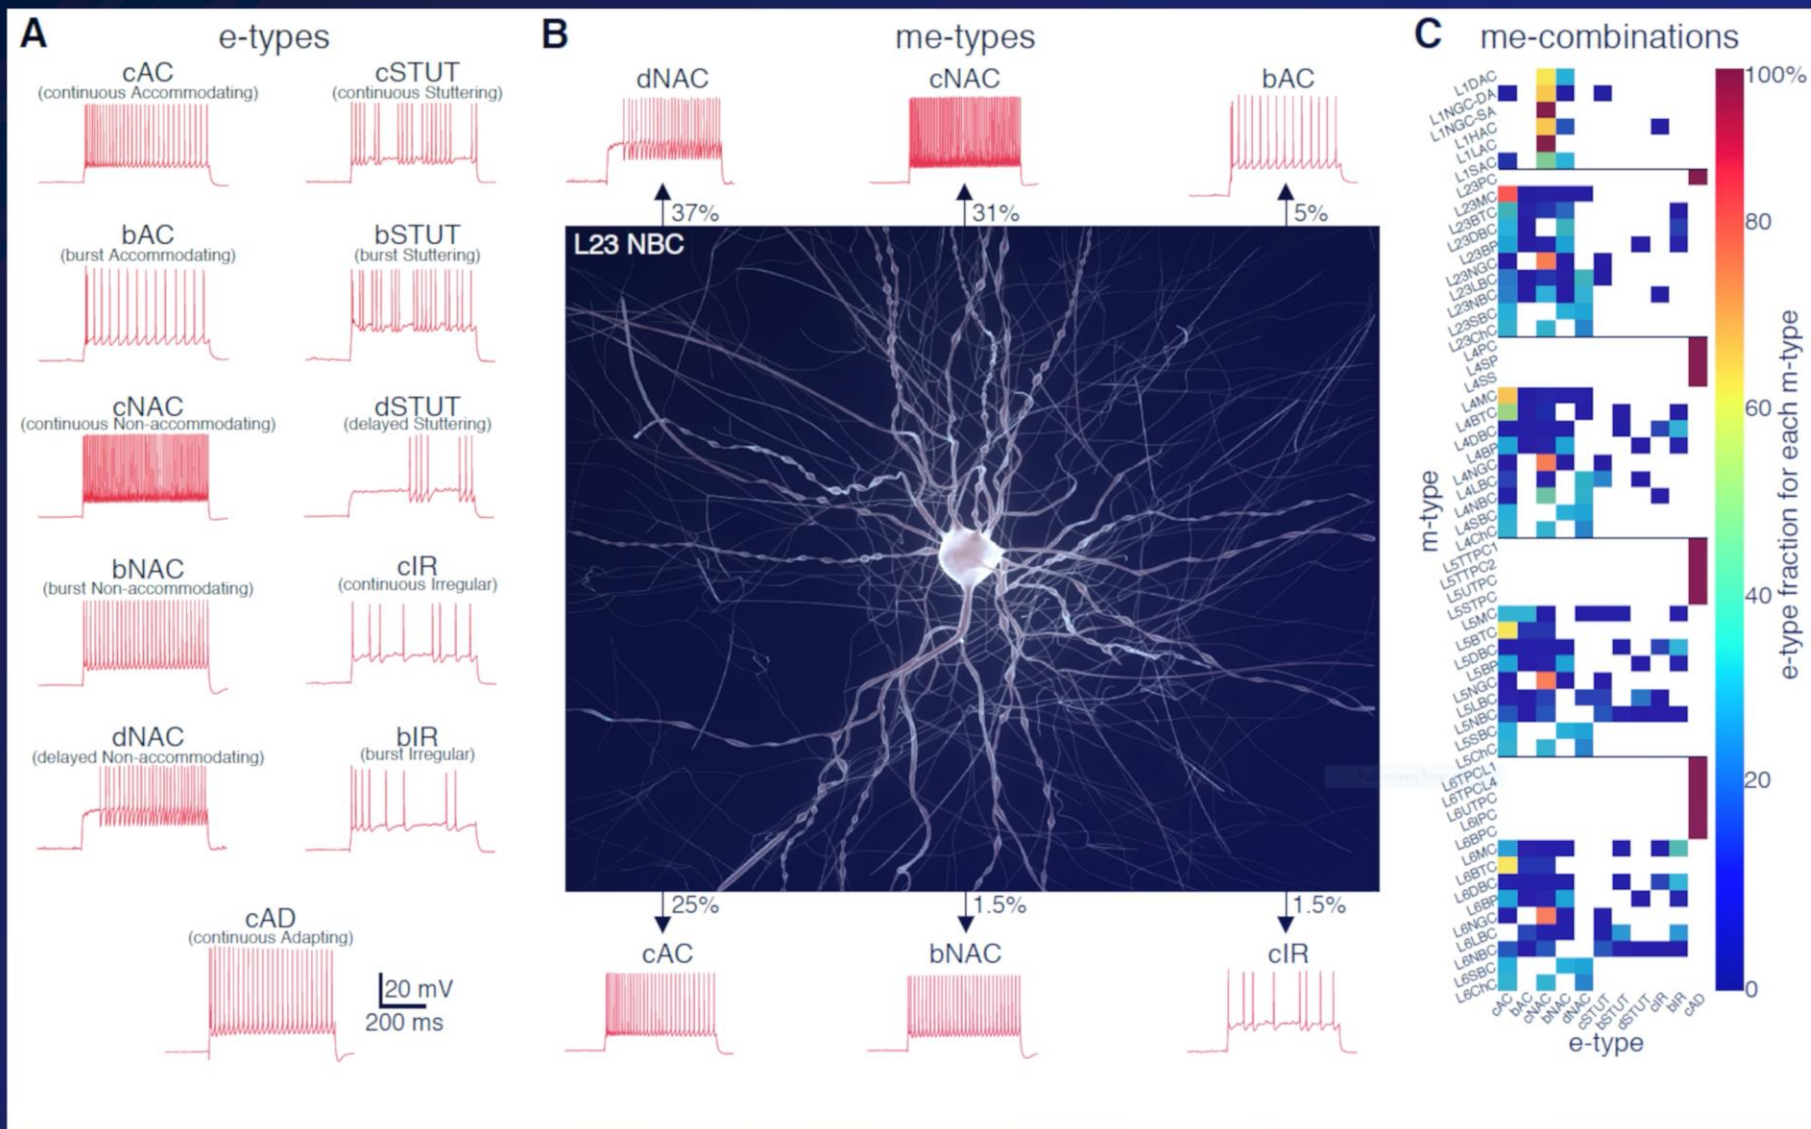 A
e-types
cAC
(continuous Accommodating)
cSTUT
(continuous Stuttering)
bAC
(burst Accommodating)
bSTUT
(burst Stuttering)
cNAC
(continuous Non-accommodating)
dSTUT
(delayed Stuttering)
bNAC
(burst Non-accommodating)
cIR
(continuous Irregular)
dNAC
(delayed Non-accommodating)
bIR
(burst Irregular)
cAD
(continuous Adapting)
20 mV
200 ms
B
me-types
dNAC
cNAC
bAC
37%
31%
5%
L23 NBC
25%
1.5%
1.5%
cAC
bNAC
cIR
C
me-combinations
m-type
L1DAC
L1NGC-DA
L1NGC-SA
L1HAC
L1LAC
L1SAC
L23PC
L23MC
L23BTC
L23DBC
L23BP
L23NGC
L23LBC
L23NBC
L23SBC
L23ChC
L4PC
L4SP
L4SS
L4MC
L4BTC
L4DBC
L4BP
L4NGC
L4LBC
L4NBC
L4SBC
L4ChC
L5TTPC1
L5TTPC2
L5UTPC
L5STPC
L5MC
L5BTC
L5DBC
L5BP
L5NGC
L5LBC
L5NBC
L5SBC
L5ChC
L6TPCL1
L6TPCL4
L6UTPC
L6IPC
L6BPC
L6MC
L6BTC
L6DBC
L6BP
L6NGC
L6LBC
L6NBC
L6SBC
L6ChC
cAC
bAC
cNAC
bNAC
dNAC
cSTUT
bSTUT
dSTUT
cIR
bIR
cAD
e-type
100%
80
60
40
20
0
e-type fraction for each m-type